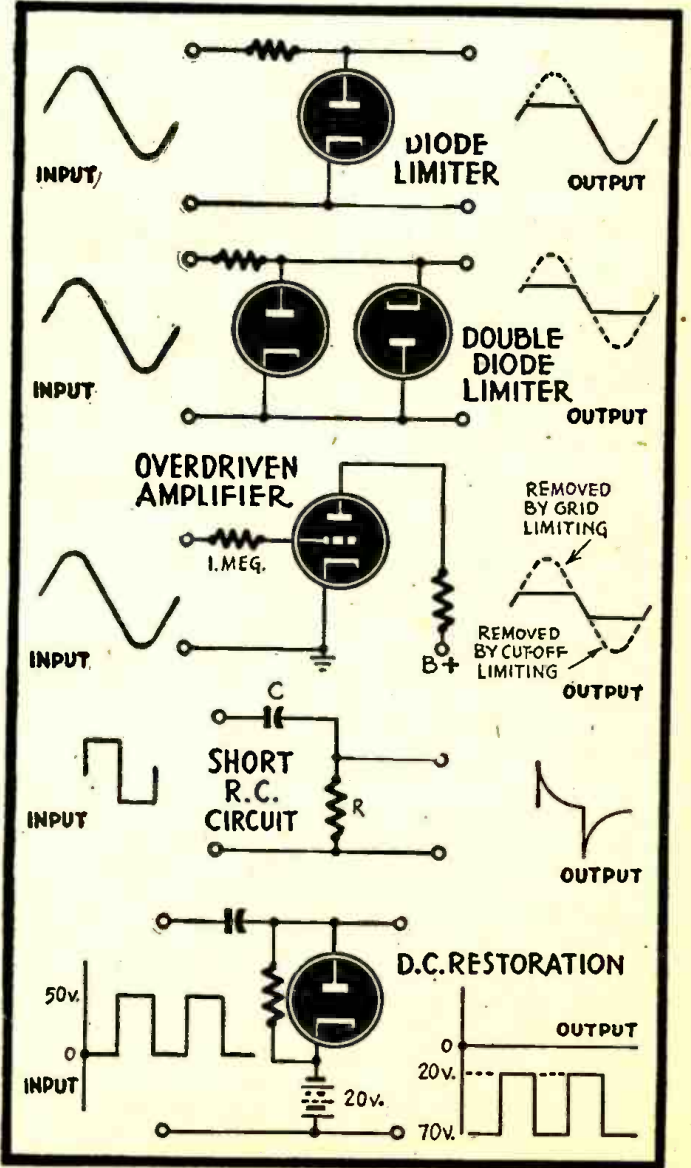 INPUT
DIODE
LIMITER
OUTPUT
INPUT
DOUBLE
DIODE
LIMITER
OUTPUT
OVERDRIVEN
AMPLIFIER
1.MEG.
INPUT
B+
REMOVED
BY GRID
LIMITING
REMOVED
BY CUT-OFF
LIMITING
OUTPUT
C
SHORT
R.C.
CIRCUIT
R
INPUT
OUTPUT
D.C. RESTORATION
50v.
0
INPUT
20v.
OUTPUT
0
20v.
70v.